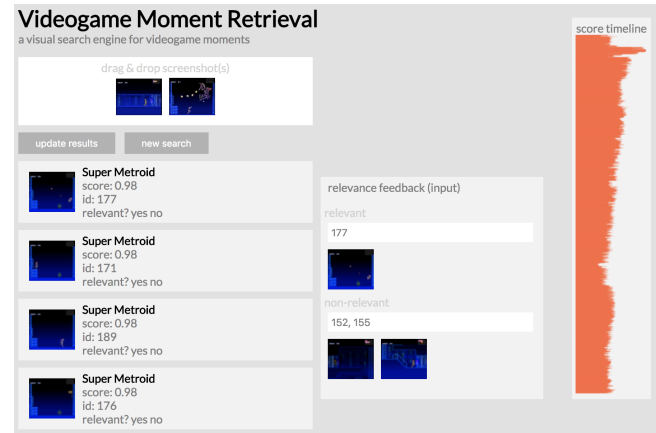 Videogame Moment Retrieval
a visual search engine for videogame moments
drag & drop screenshot(s)
update results
new search
Super Metroid
score: 0.98
id: 177
relevant? yes no
Super Metroid
score: 0.98
id: 171
relevant? yes no
Super Metroid
score: 0.98
id: 189
relevant? yes no
Super Metroid
score: 0.98
id: 176
relevant? yes no
relevance feedback (input)
relevant
177
non-relevant
152, 155
score timeline